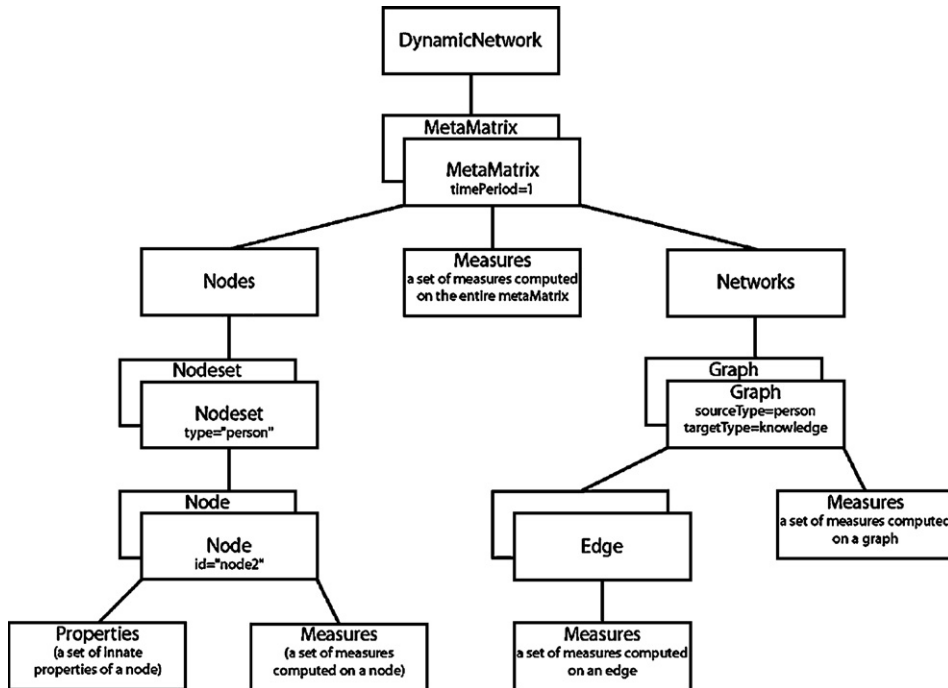 DynamicNetwork
MetaMatrix
MetaMatrix
timePeriod=1
Nodes
Measures
a set of measures computed
on the entire metaMatrix
Networks
Nodeset
Nodeset
type="person"
Graph
Graph
sourceType=person
targetType=knowledge
Node
Node
id="node2"
Edge
Measures
a set of measures computed
on a graph
Properties
(a set of innate
properties of a node)
Measures
(a set of measures
computed on a node)
Measures
a set of measures computed
on an edge